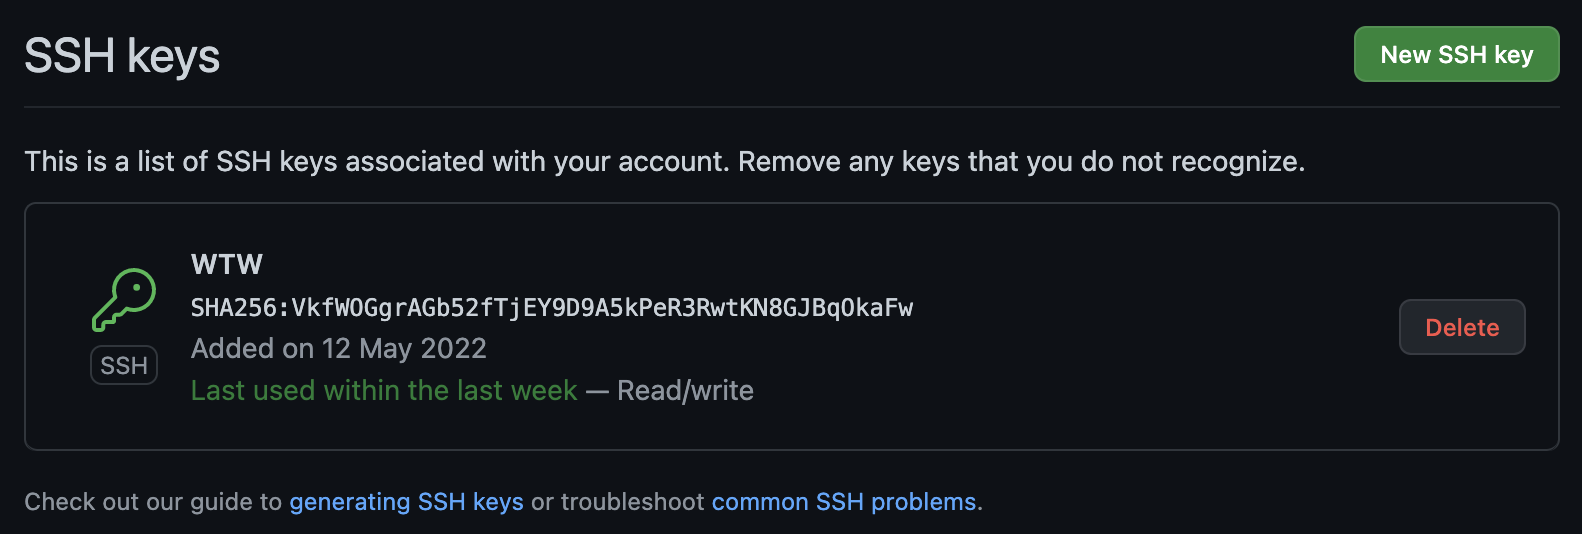 SSH keys
New SSH key
This is a list of SSH keys associated with your account. Remove any keys that you do not recognize.
WTW
SHA256:VkfWOGgrAGb52fTjEY9D9A5kPeR3RwtKN8GJBqOkaFw
Added on 12 May 2022
Last used within the last week — Read/write
SSH
Delete
Check out our guide to generating SSH keys or troubleshoot common SSH problems.